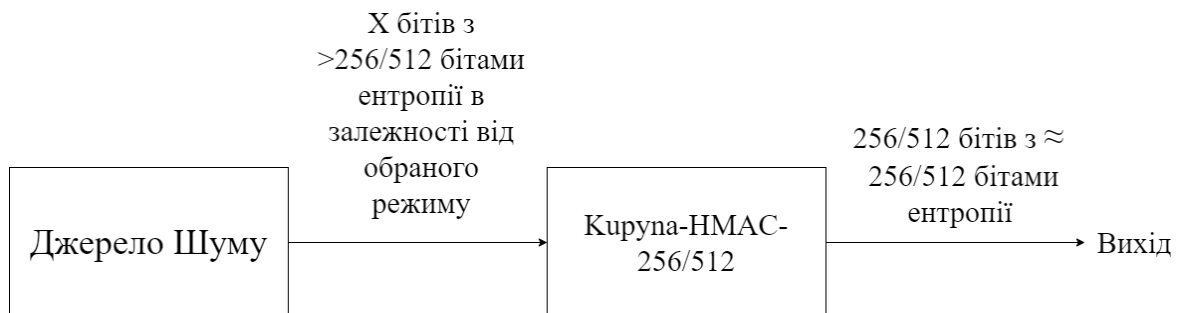 X бітів з
>256/512 бітами
ентропії в
залежності від
обраного
режиму
256/512 бітів з ≈
256/512 бітами
ентропії
Джерело Шуму
Kupyna-HMAC-
256/512
Вихід